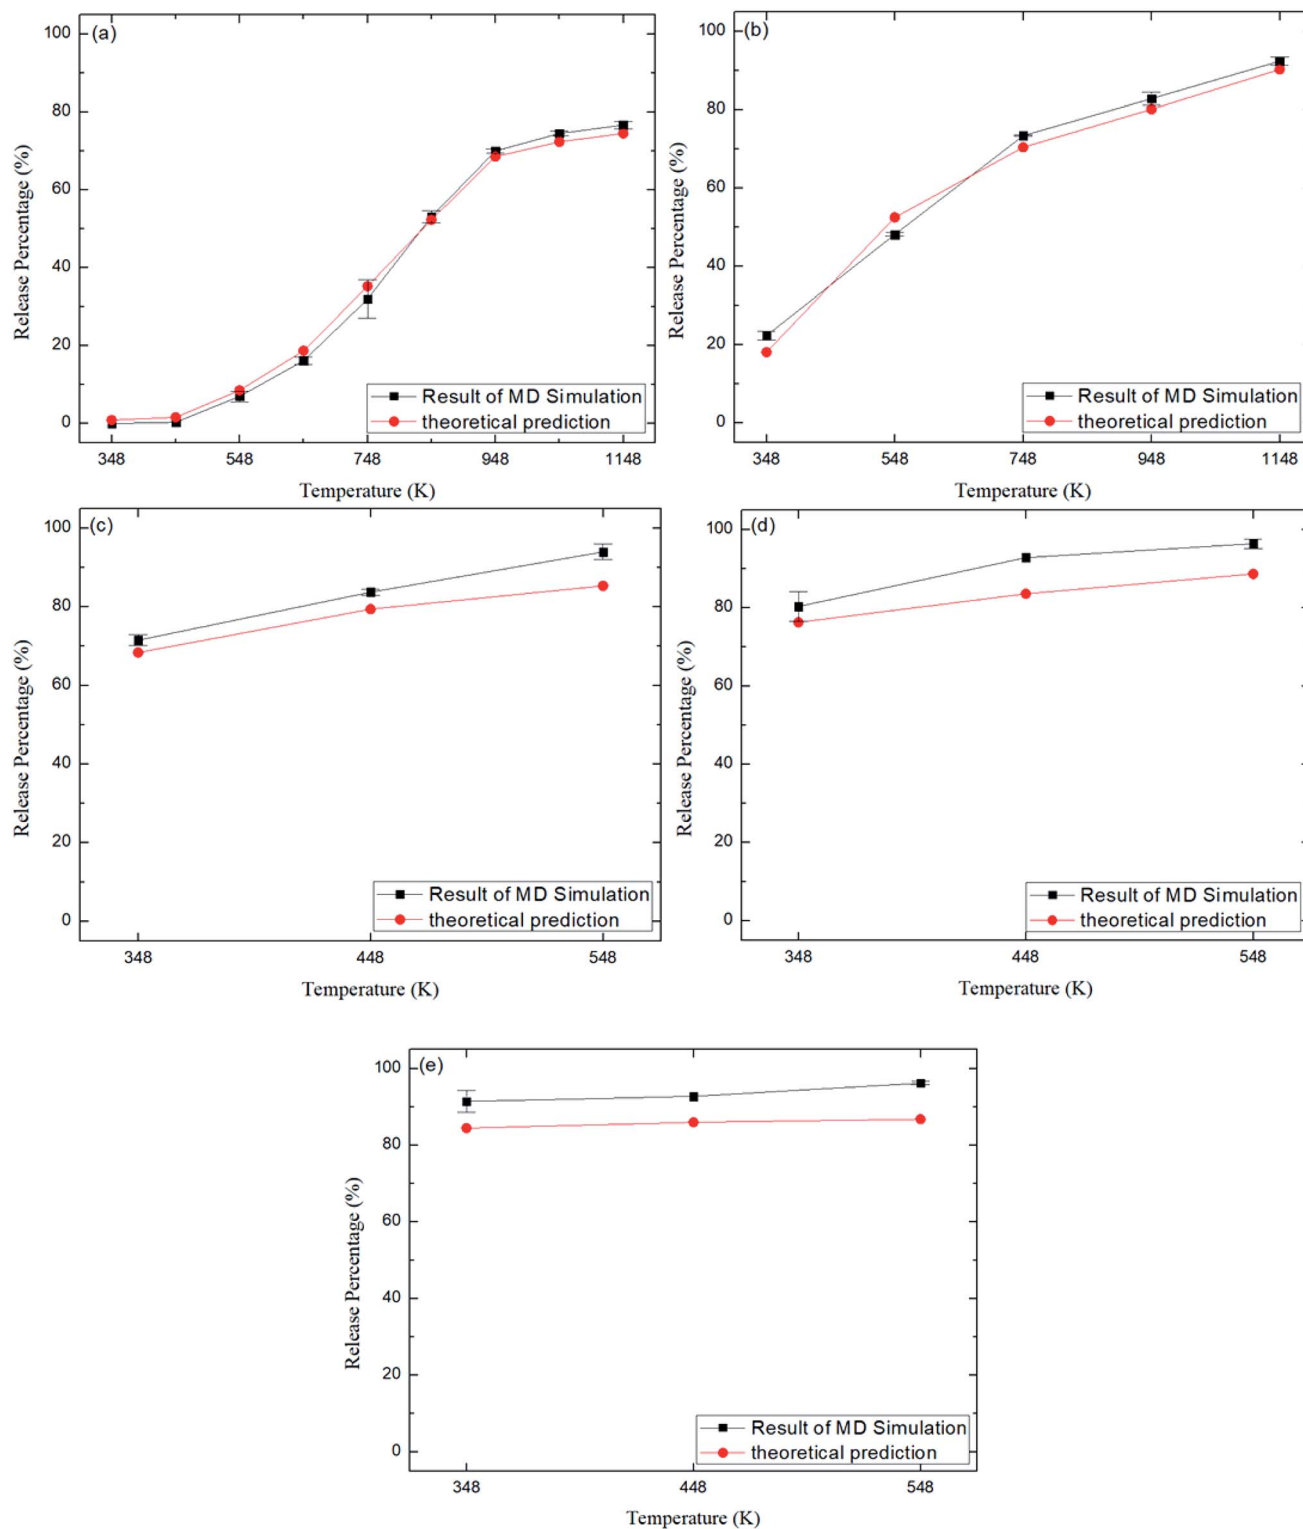 (a)
100
80
60
40
20
0
Release Percentage (%)
Result of MD Simulation
theoretical prediction
348 548 748 948 1148
Temperature (K)
(b)
100
80
60
40
20
0
Release Percentage (%)
Result of MD Simulation
theoretical prediction
348 548 748 948 1148
Temperature (K)
(c)
100
80
60
40
20
0
Release Percentage (%)
Result of MD Simulation
theoretical prediction
348 448 548
Temperature (K)
(d)
100
80
60
40
20
0
Release Percentage (%)
Result of MD Simulation
theoretical prediction
348 448 548
Temperature (K)
(e)
100
80
60
40
20
0
Release Percentage (%)
Result of MD Simulation
theoretical prediction
348 448 548
Temperature (K)